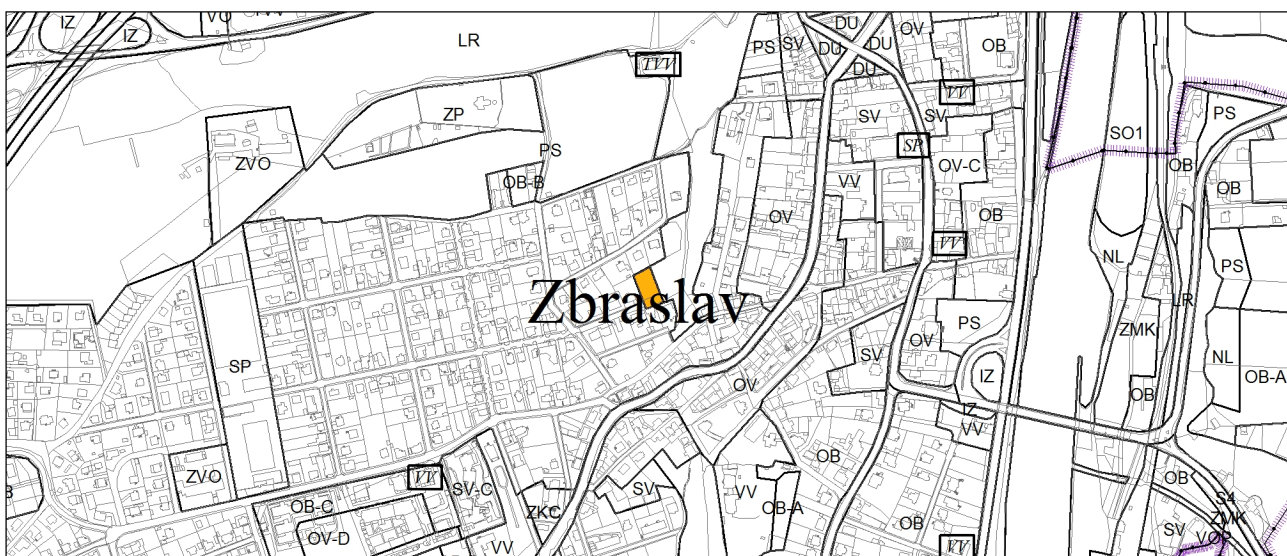 IZ
IZ
VO
LR
TVV
PS
SV
DU
DU
DU
DU
OV
OB
VV
ZP
SV
SV
SO1
PS
ZVO
PS
SP
OV-C
OB
OB
OB-B
VV
OV
OB
VV
NL
PS
Zbraslav
LR
SP
PS
OV
ZMK
NL
SV
IZ
OB-A
OV
OB
IZ
VV
ZVO
VV
SV-C
OB
OB
OB-C
SV
VV
OB-A
ZKC
S4
ZMK
OV-D
VV
OB
SV
VOP
VV